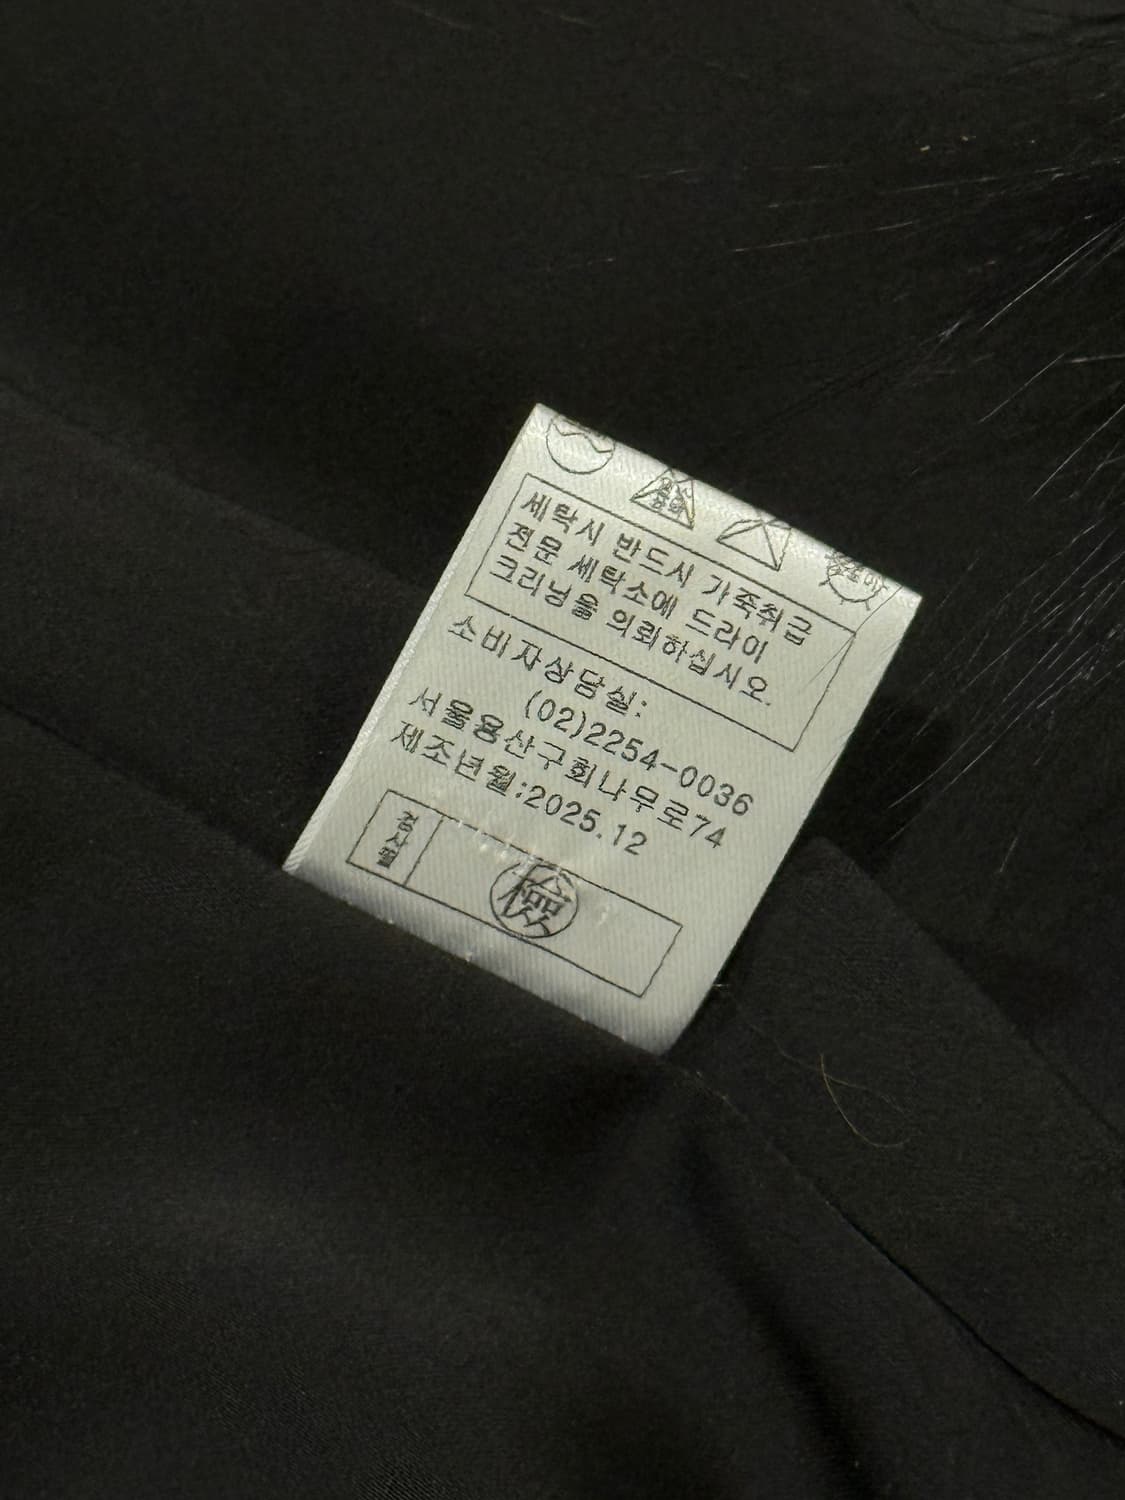 세탁시 반드시 가죽취급
전문 세탁소에 드라이
크리닝을 의뢰하십시오.
소비자상담실:
(02)2254-0036
서울용산구회나무로74
제조년월:2025.12
검사필
檢